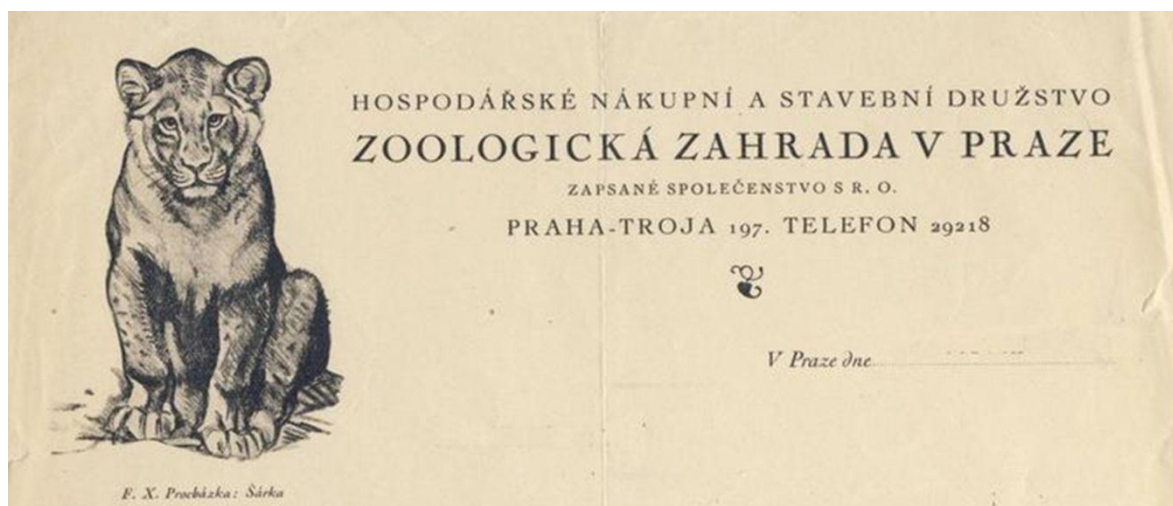 HOSPODÁŘSKÉ NÁKUPNÍ A STAVEBNÍ DRUŽSTVO
ZOOLOGICKÁ ZAHRADA V PRAZE
ZAPSANÉ SPOLEČENSTVO S R. O.
PRAHA-TROJA 197. TELEFON 29218
V Praze dne
F. X. Procházka: Šárka